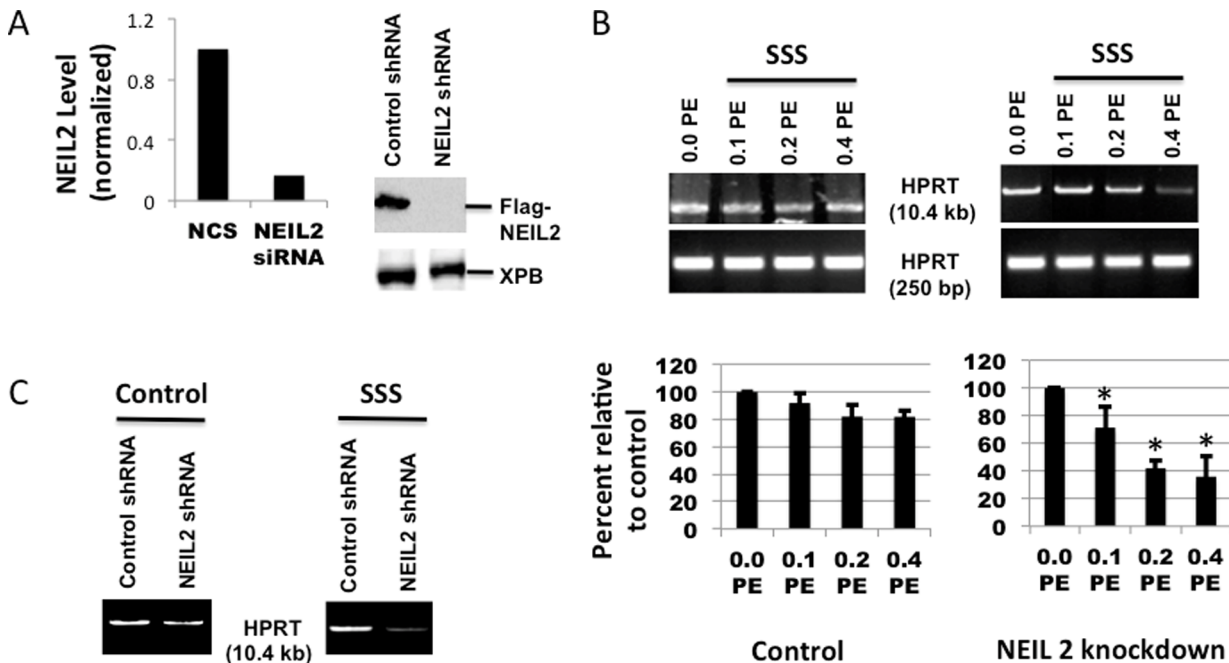 A
NEIL2 Level
(normalized)
1.2
0.8
0.4
0
NCS
NEIL2
siRNA
Control shRNA
NEIL2 shRNA
Flag-
NEIL2
XPB
B
SSS
0.0 PE
0.1 PE
0.2 PE
0.4 PE
HPRT
(10.4 kb)
HPRT
(250 bp)
SSS
0.0 PE
0.1 PE
0.2 PE
0.4 PE
Percent relative
to control
120
100
80
60
40
20
0
0.0
PE
0.1
PE
0.2
PE
0.4
PE
Control
120
100
80
60
40
20
0
*
*
*
0.0
PE
0.1
PE
0.2
PE
0.4
PE
NEIL 2 knockdown
C
Control
Control shRNA
NEIL2 shRNA
HPRT
(10.4 kb)
SSS
Control shRNA
NEIL2 shRNA